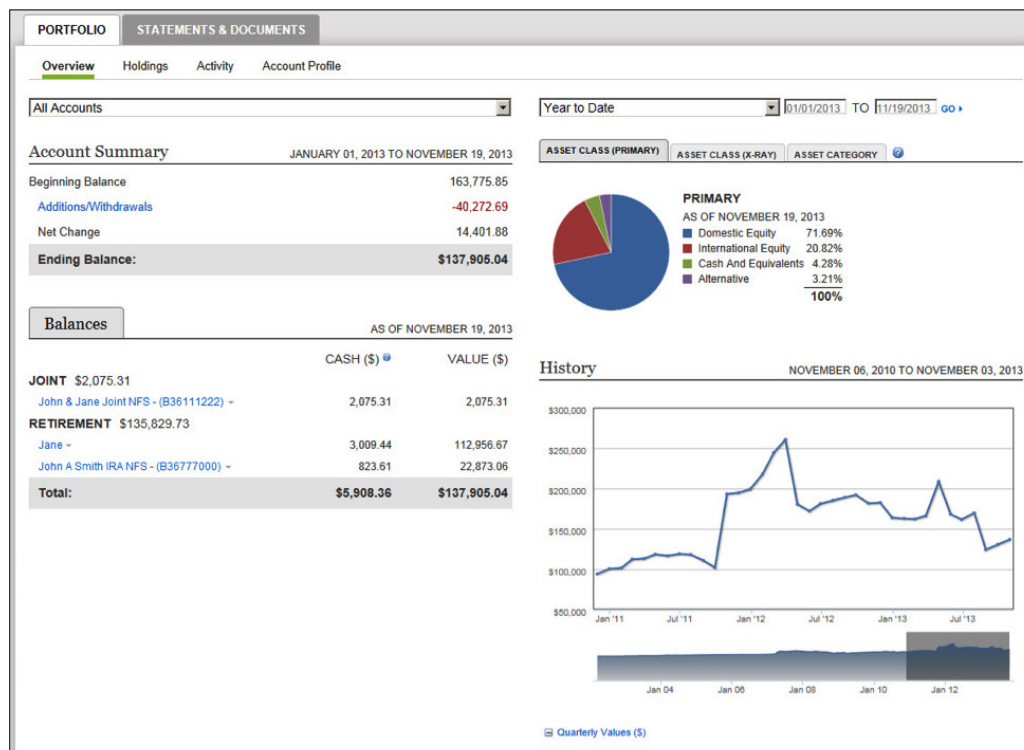 PORTFOLIO STATEMENTS & DOCUMENTS
Overview Holdings Activity Account Profile
All Accounts
Year to Date 01/01/2013 TO 11/19/2013 GO
Account Summary JANUARY 01, 2013 TO NOVEMBER 19, 2013
Beginning Balance 163,775.85
Additions/Withdrawals -40,272.69
Net Change 14,401.88
Ending Balance: $137,905.04
ASSET CLASS (PRIMARY) ASSET CLASS (X-RAY) ASSET CATEGORY ?
PRIMARY
AS OF NOVEMBER 19, 2013
Domestic Equity 71.69%
International Equity 20.82%
Cash And Equivalents 4.28%
Alternative 3.21%
100%
Balances AS OF NOVEMBER 19, 2013
CASH ($) ? VALUE ($)
JOINT $2,075.31
John & Jane Joint NFS - (B36111222) 2,075.31 2,075.31
RETIREMENT $135,829.73
Jane 3,009.44 112,956.67
John A Smith IRA NFS - (B36777000) 823.61 22,873.06
Total: $5,908.36 $137,905.04
History NOVEMBER 06, 2010 TO NOVEMBER 03, 2013
$300,000
$250,000
$200,000
$150,000
$100,000
$50,000
Jan '11 Jul '11 Jan '12 Jul '12 Jan '13 Jul '13
Jan 04 Jan 06 Jan 08 Jan 10 Jan 12
Quarterly Values ($)